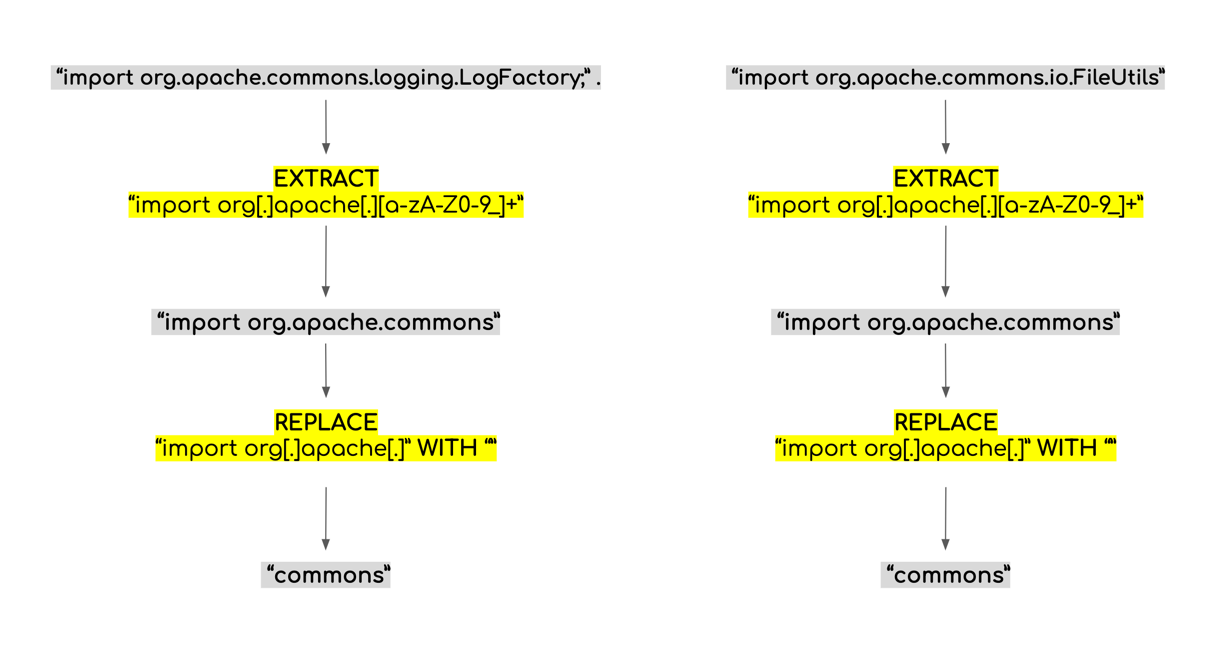 “import org.apache.commons.logging.LogFactory;” .
EXTRACT
“import org[.]apache[.][a-zA-Z0-9_]+”
“import org.apache.commons”
REPLACE
“import org[.]apache[.]” WITH “”
“commons”
“import org.apache.commons.io.FileUtils”
EXTRACT
“import org[.]apache[.][a-zA-Z0-9_]+”
“import org.apache.commons”
REPLACE
“import org[.]apache[.]” WITH “”
“commons”